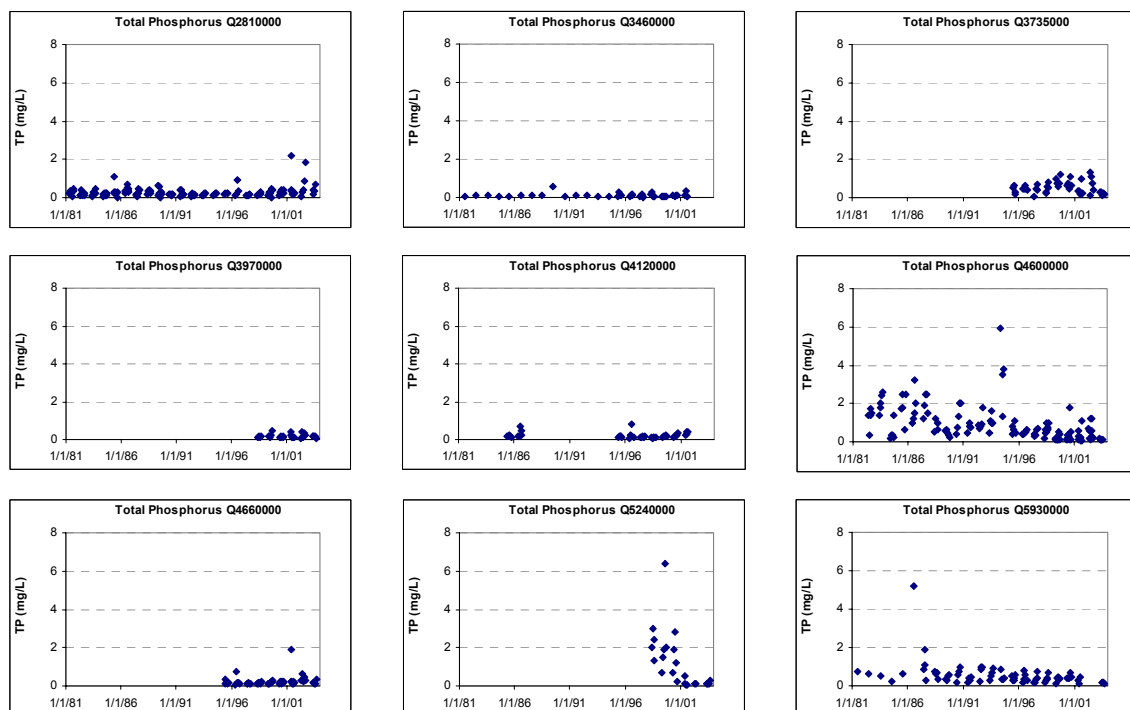 Total Phosphorus Q2810000
8
6
4
2
0
TP (mg/L)
1/1/81 1/1/86 1/1/91 1/1/96 1/1/01
Total Phosphorus Q3460000
8
6
4
2
0
TP (mg/L)
1/1/81 1/1/86 1/1/91 1/1/96 1/1/01
Total Phosphorus Q3735000
8
6
4
2
0
TP (mg/L)
1/1/81 1/1/86 1/1/91 1/1/96 1/1/01
Total Phosphorus Q3970000
8
6
4
2
0
TP (mg/L)
1/1/81 1/1/86 1/1/91 1/1/96 1/1/01
Total Phosphorus Q4120000
8
6
4
2
0
TP (mg/L)
1/1/81 1/1/86 1/1/91 1/1/96 1/1/01
Total Phosphorus Q4600000
8
6
4
2
0
TP (mg/L)
1/1/81 1/1/86 1/1/91 1/1/96 1/1/01
Total Phosphorus Q4660000
8
6
4
2
0
TP (mg/L)
1/1/81 1/1/86 1/1/91 1/1/96 1/1/01
Total Phosphorus Q5240000
8
6
4
2
0
TP (mg/L)
1/1/81 1/1/86 1/1/91 1/1/96 1/1/01
Total Phosphorus Q5930000
8
6
4
2
0
TP (mg/L)
1/1/81 1/1/86 1/1/91 1/1/96 1/1/01